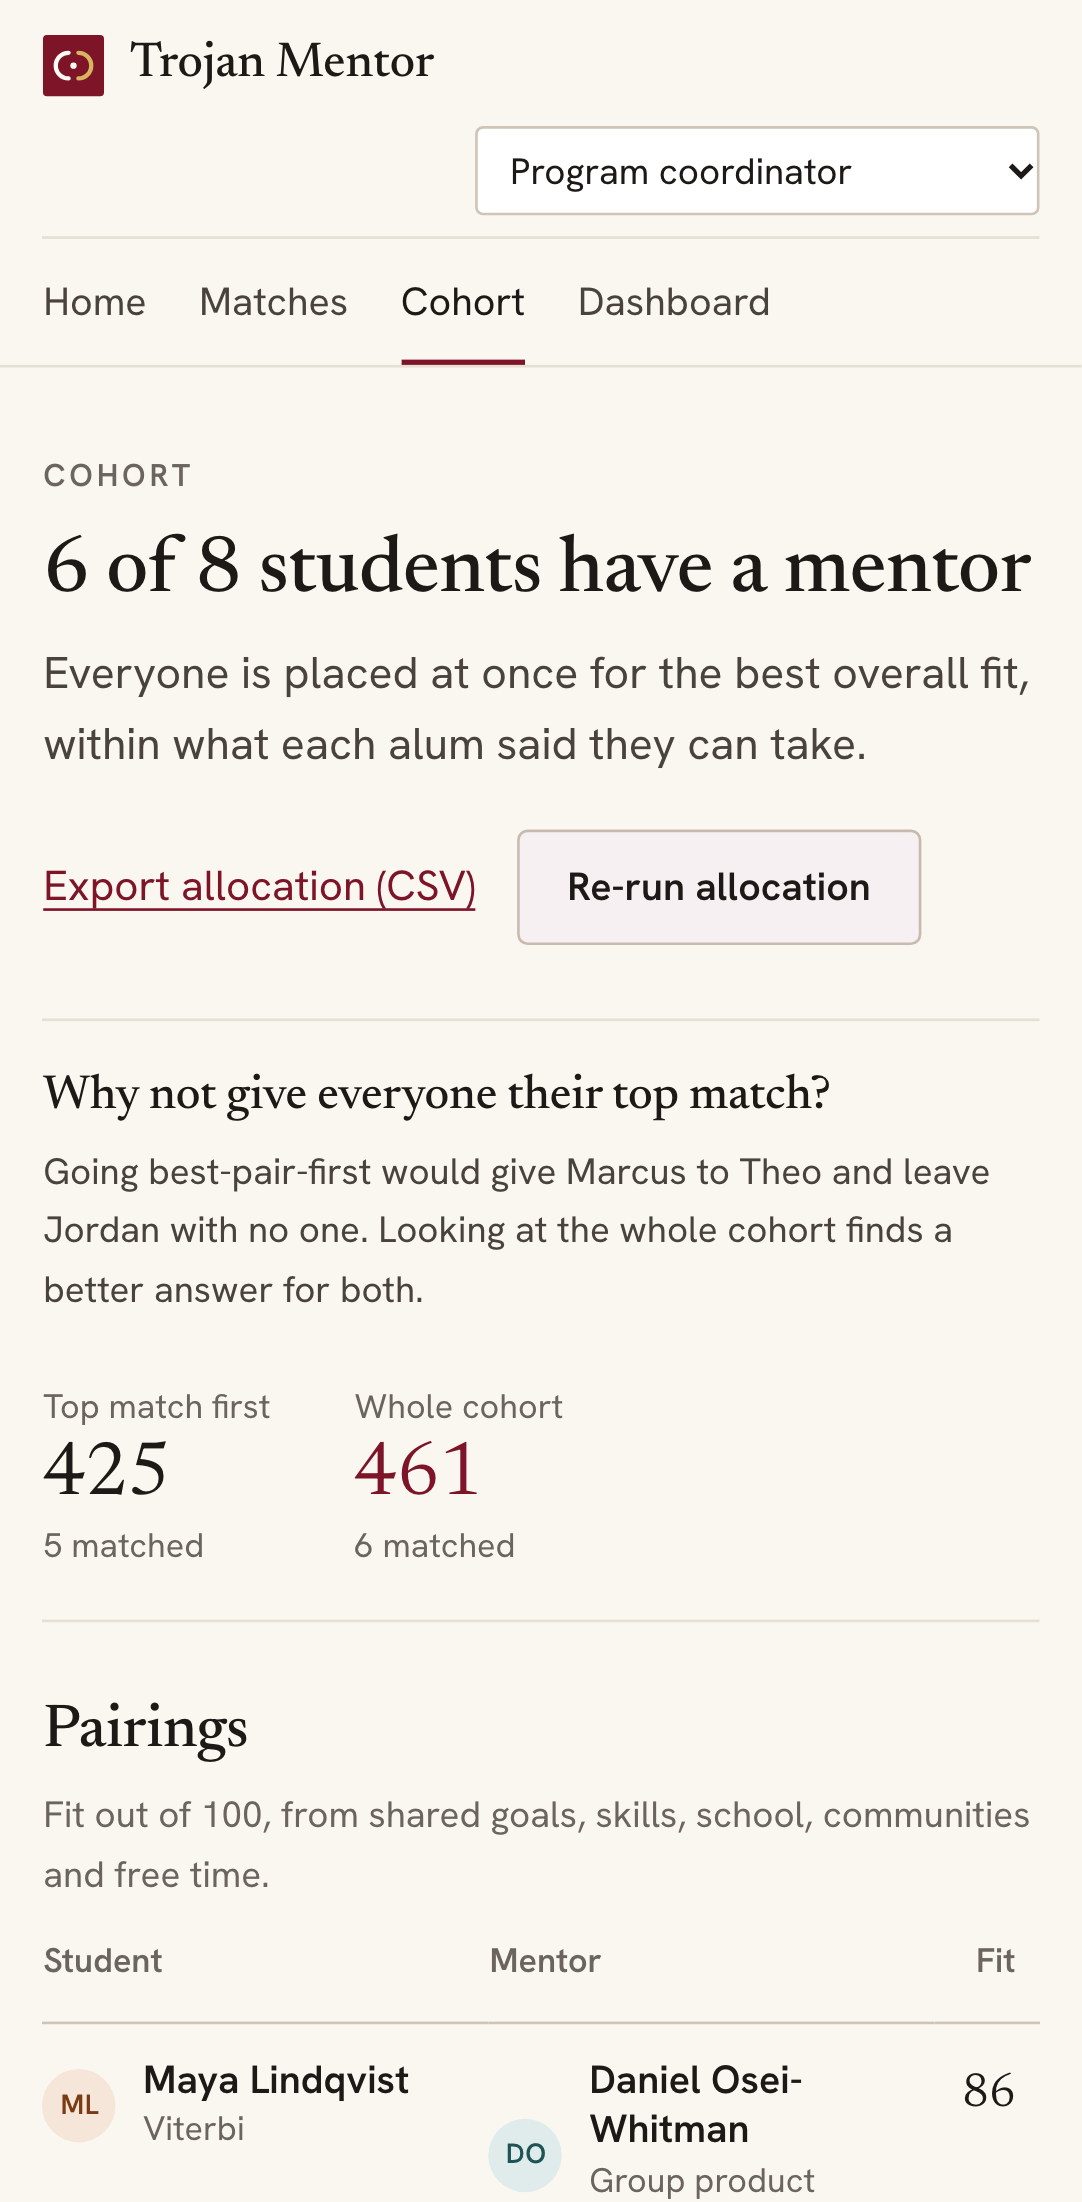 Trojan Mentor
Program coordinator
Home Matches Cohort Dashboard
COHORT
6 of 8 students have a mentor
Everyone is placed at once for the best overall fit,
within what each alum said they can take.
Export allocation (CSV) Re-run allocation
Why not give everyone their top match?
Going best-pair-first would give Marcus to Theo and leave
Jordan with no one. Looking at the whole cohort finds a
better answer for both.
Top match first Whole cohort
425 461
5 matched 6 matched
Pairings
Fit out of 100, from shared goals, skills, school, communities
and free time.
Student Mentor Fit
ML Maya Lindqvist
Viterbi
DO Daniel Osei-
Whitman
Group product
86